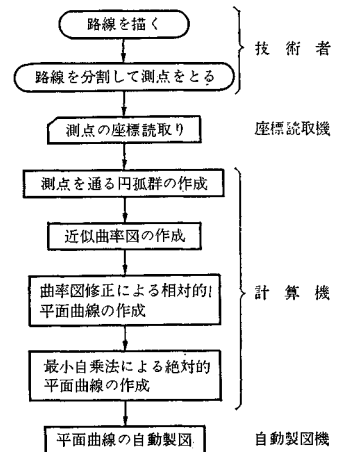 路線を描く
路線を分割して測点をとる
技術者
測点の座標読取り
座標読取機
測点を通る円弧群の作成
近似曲率図の作成
曲率図修正による相対的
平面曲線の作成
計算機
最小自乗法による絶対的
平面曲線の作成
平面曲線の自動製図
自動製図機